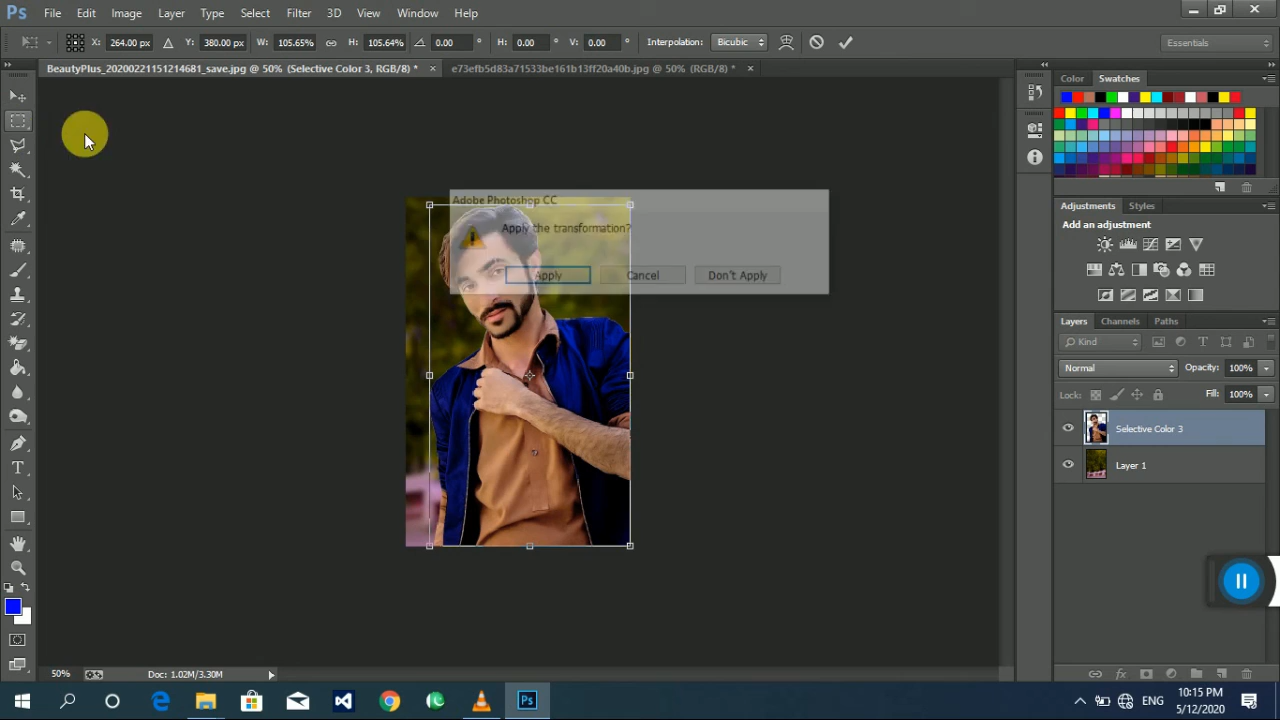 Ps File Edit Image Layer Type Select Filter 3D View Window Help
X: 264.00 px Y: 380.00 px W: 105.65% H: 105.64% 0.00 ° H: 0.00 ° V: 0.00 ° Interpolation: Bicubic Essentials
BeautyPlus_20200221151214681_save.jpg @ 50% (Selective Color 3, RGB/8) * × e73efb5d83a71533be161b13ff20a40b.jpg @ 50% (RGB/8) * ×
Color Swatches
Adobe Photoshop CC
Apply the transformation?
Apply Cancel Don't Apply
Adjustments Styles
Add an adjustment
Layers Channels Paths
Kind
Normal Opacity: 100%
Lock: Fill: 100%
Selective Color 3
Layer 1
50% Doc: 1.02M/3.30M
Ps ENG 10:15 PM
5/12/2020